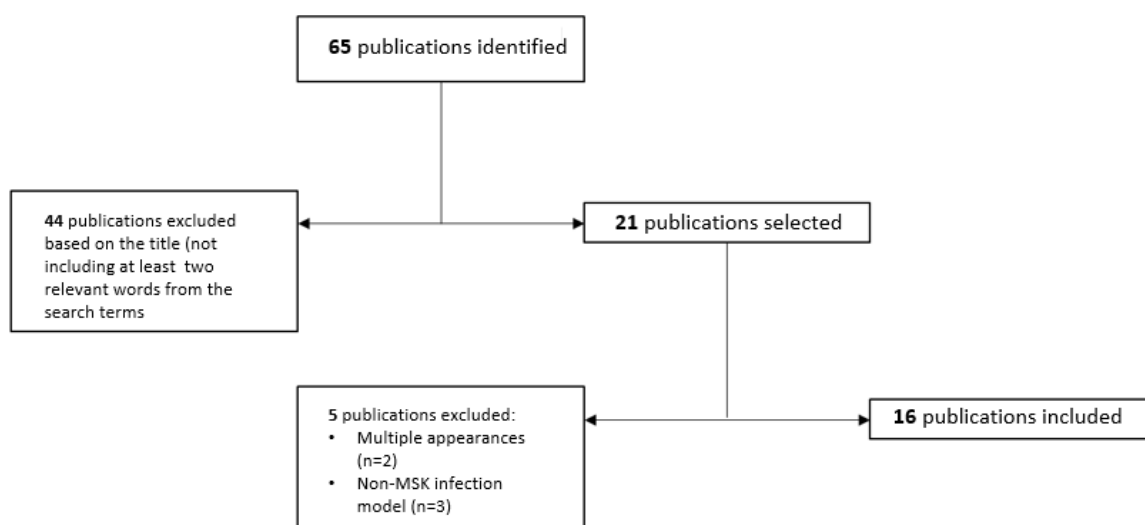 65 publications identified
44 publications excluded
based on the title (not
including at least two
relevant words from the
search terms
21 publications selected
5 publications excluded:
• Multiple appearances
(n=2)
• Non-MSK infection
model (n=3)
16 publications included